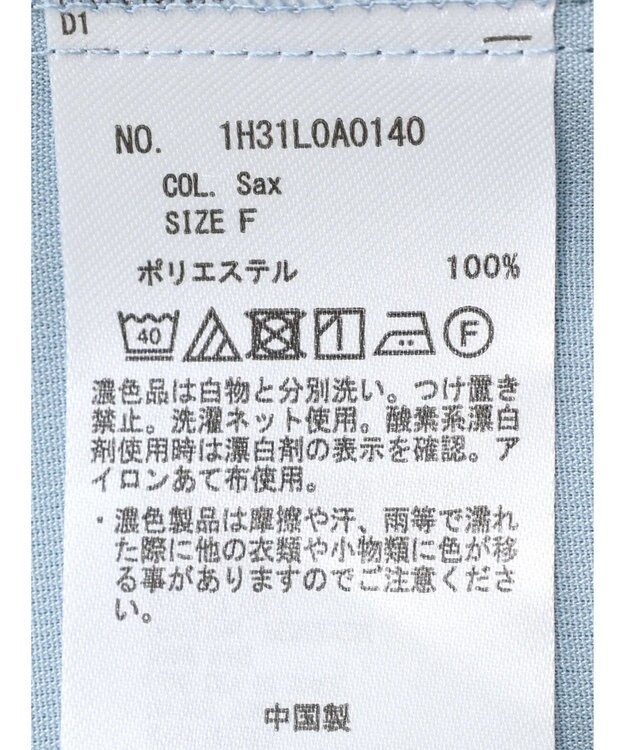 D1
NO. 1H31L0A0140
COL. Sax
SIZE F
ポリエステル 100%
40 F
濃色品は白物と分別洗い。つけ置き
禁止。洗濯ネット使用。酸素系漂白
剤使用時は漂白剤の表示を確認。ア
イロンあて布使用。
・濃色製品は摩擦や汗、雨等で濡れ
た際に他の衣類や小物類に色が移
る事がありますのでご注意くださ
い。
中国製